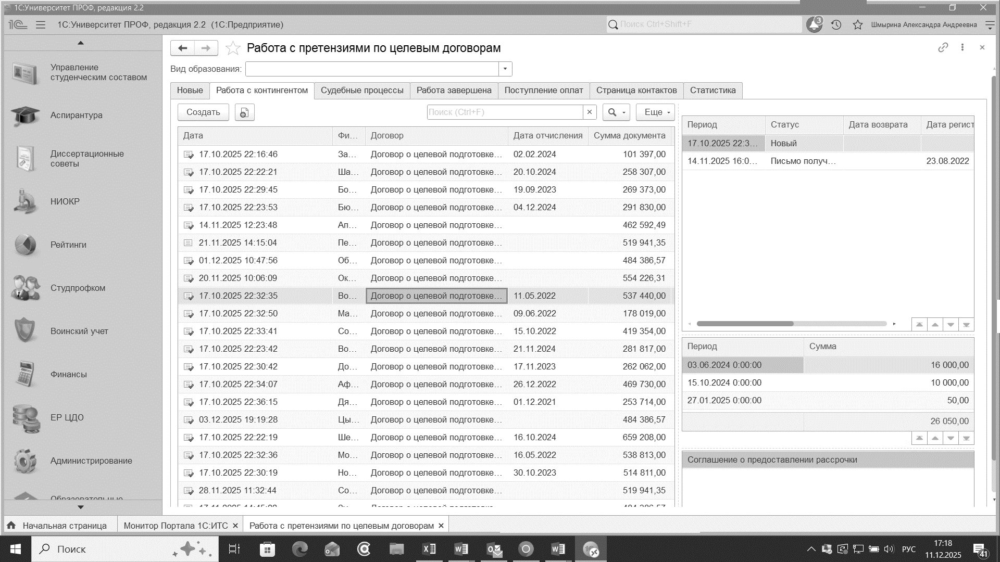 1С:Университет ПРОФ, редакция 2.2
1С:Университет ПРОФ, редакция 2.2 (1С:Предприятие)
Поиск Ctrl+Shift+F
3
Шмырина Александра Андреевна
Управление
студенческим составом
Аспирантура
Диссертационные
советы
НИОКР
Рейтинги
Студпрофком
Воинский учет
Финансы
ЕР ЦДО
Администрирование
Образовательные
Работа с претензиями по целевым договорам
Вид образования:
Новые Работа с контингентом Судебные процессы Работа завершена Поступление оплат Страница контактов Статистика
Создать Поиск (Ctrl+F) Еще
Дата Фи... Договор Дата отчисления Сумма документа
17.10.2025 22:16:46 За... Договор о целевой подготовке... 02.02.2024 101 397,00
17.10.2025 22:22:21 Ша... Договор о целевой подготовке... 20.10.2024 258 307,00
17.10.2025 22:29:45 Бо... Договор о целевой подготовке... 19.09.2023 269 373,00
17.10.2025 22:23:53 Бю... Договор о целевой подготовке... 04.12.2024 291 830,00
14.11.2025 12:23:48 Ап... Договор о целевой подготовке... 462 592,49
21.11.2025 14:15:04 Пе... Договор о целевой подготовке... 519 941,35
01.12.2025 10:47:56 Об... Договор о целевой подготовке... 484 386,57
20.11.2025 10:06:09 Ок... Договор о целевой подготовке... 554 226,31
17.10.2025 22:32:35 Во... Договор о целевой подготовке... 11.05.2022 537 440,00
17.10.2025 22:32:50 Ма... Договор о целевой подготовке... 09.06.2022 178 019,00
17.10.2025 22:33:41 Со... Договор о целевой подготовке... 15.10.2022 419 354,00
17.10.2025 22:23:42 Во... Договор о целевой подготовке... 21.11.2024 281 817,00
17.10.2025 22:30:42 До... Договор о целевой подготовке... 17.11.2023 262 062,00
17.10.2025 22:34:07 Аф... Договор о целевой подготовке... 26.12.2022 469 730,00
17.10.2025 22:36:15 Дя... Договор о целевой подготовке... 01.12.2021 253 714,00
03.12.2025 19:19:28 Цы... Договор о целевой подготовке... 484 386,57
17.10.2025 22:22:19 Ше... Договор о целевой подготовке... 16.10.2024 659 208,00
17.10.2025 22:32:36 Мо... Договор о целевой подготовке... 16.05.2022 538 813,00
17.10.2025 22:30:19 Но... Договор о целевой подготовке... 30.10.2023 514 811,00
28.11.2025 11:32:44 Со... Договор о целевой подготовке... 519 941,35
Период Статус Дата возврата Дата регист
17.10.2025 22:3... Новый
14.11.2025 16:0... Письмо получ... 23.08.2022
Период Сумма
03.06.2024 0:00:00 16 000,00
15.10.2024 0:00:00 10 000,00
27.01.2025 0:00:00 50,00
26 050,00
Соглашение о предоставлении рассрочки
Начальная страница Монитор Портала 1С:ИТС Работа с претензиями по целевым договорам
Поиск
РУС
17:18
11.12.2025
41